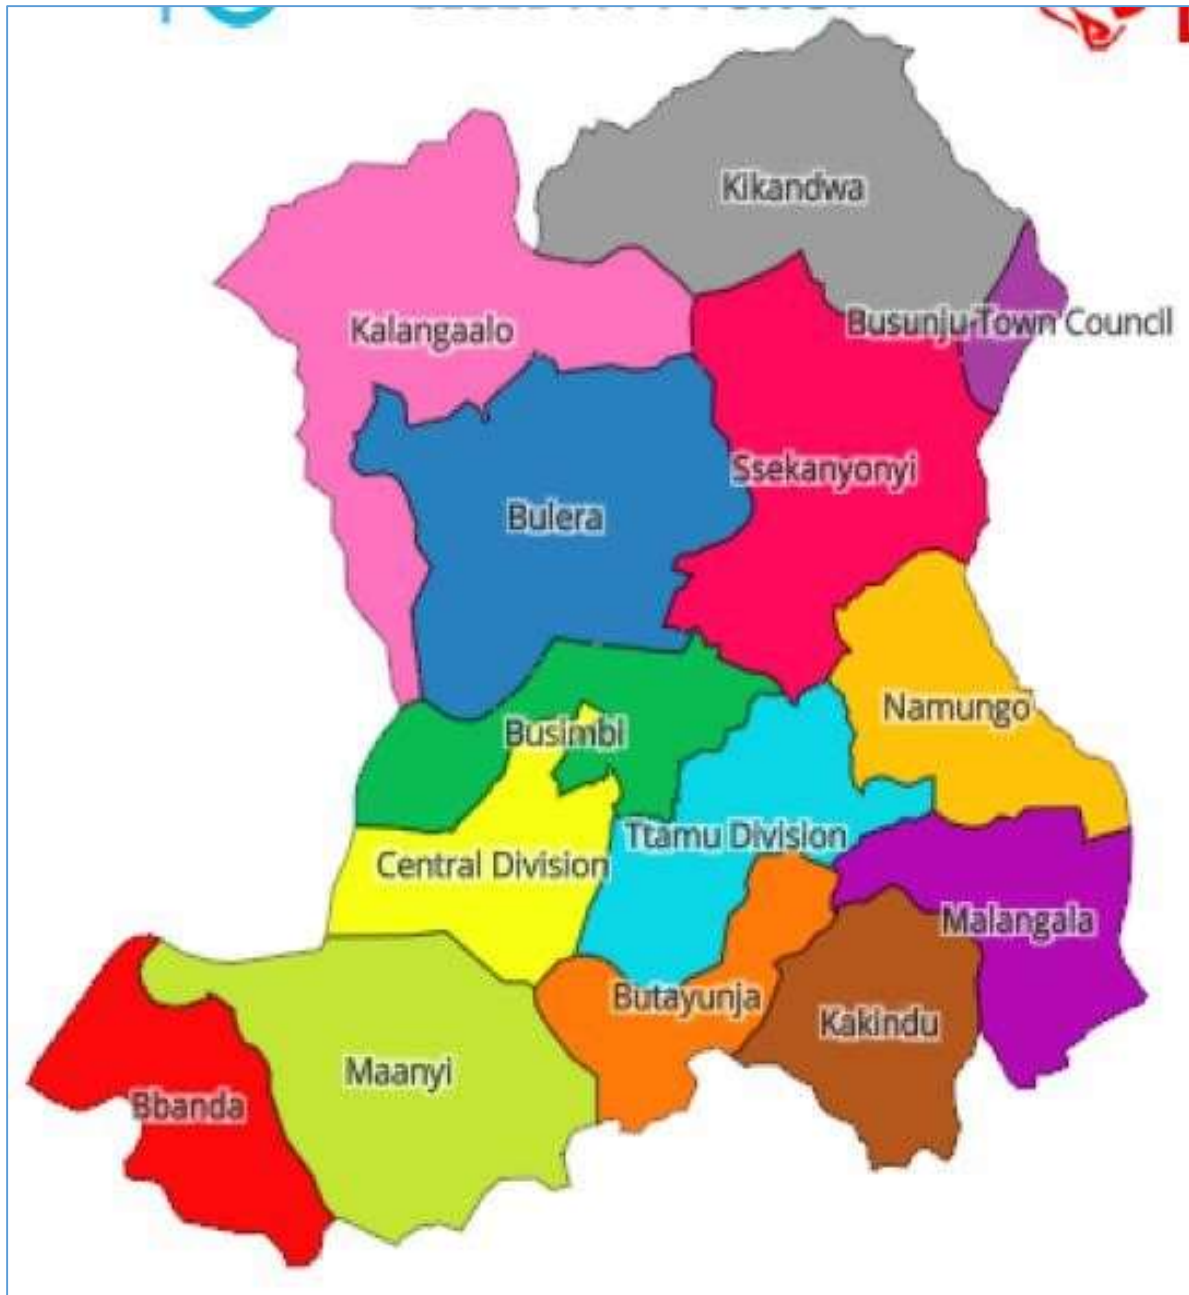 Kikandwa
Kalangaalo
Busunju Town Council
Ssekanyonyi
Bulera
Namungo
Busimbi
Ttamu Division
Central Division
Malangala
Butayunja
Kakindu
Maanyi
Bbanda